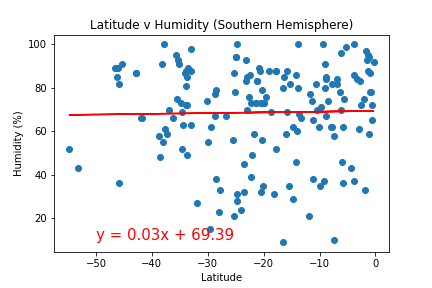 Latitude v Humidity (Southern Hemisphere)
100
80
60
40
20
Humidity (%)
y = 0.03x + 69.39
−50 −40 −30 −20 −10 0
Latitude